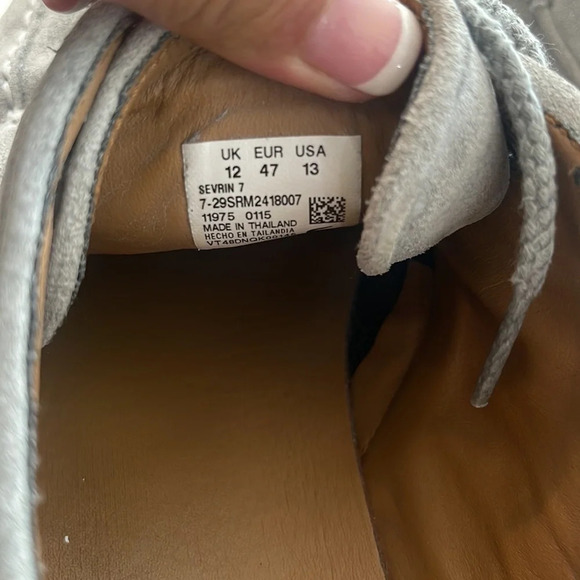 UK EUR USA
12 47 13
SEVRIN 7
7-29SRM2418007
11975 0115
MADE IN THAILAND
HECHO EN TAILANDIA